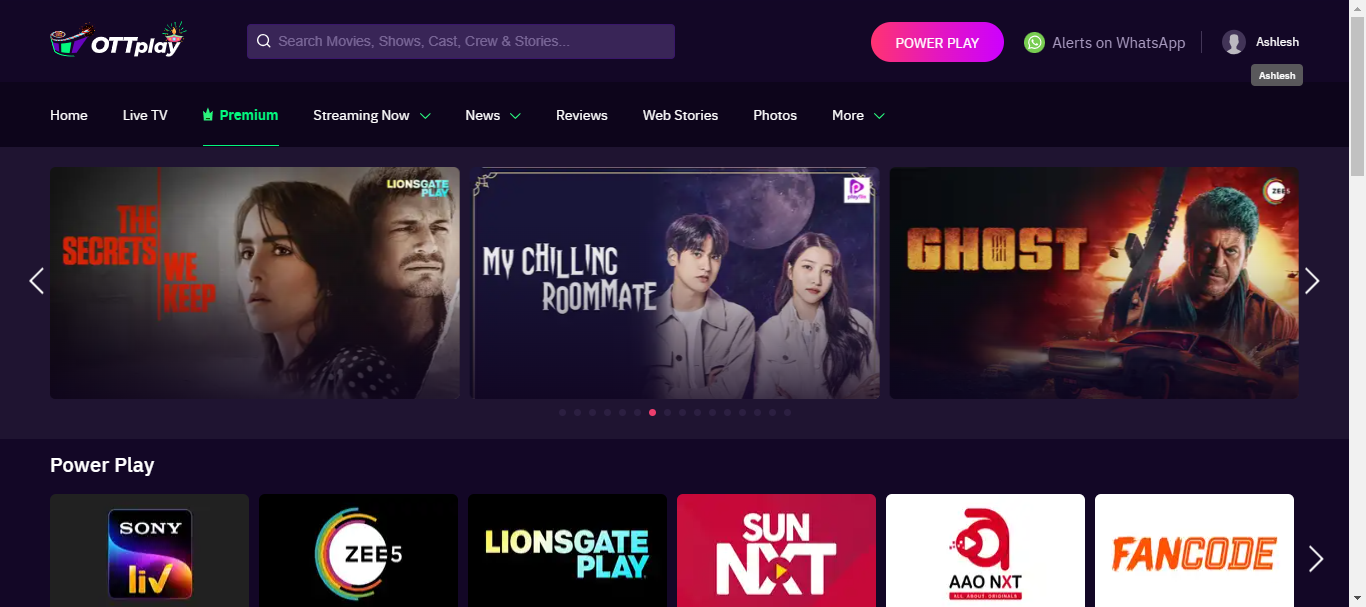 OTTplay
Search Movies, Shows, Cast, Crew & Stories...
POWER PLAY
Alerts on WhatsApp
Ashlesh
Ashlesh
Home
Live TV
Premium
Streaming Now
News
Reviews
Web Stories
Photos
More
LIONSGATE
PLAY
THE
SECRETS
WE
KEEP
playflix
MY CHILLING
ROOMMATE
ZEE5
GHOST
Power Play
SONY
liv
ZEE5
LIONSGATE
PLAY
SUN
NXT
AAO NXT
ALL ABOUT ORIGINALS
FANCODE